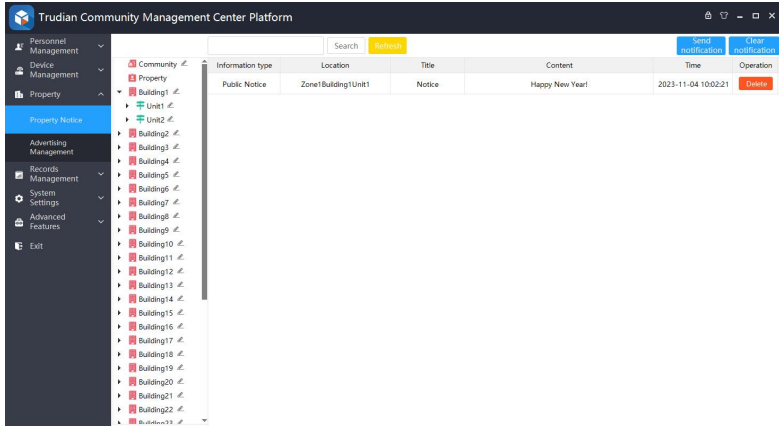 Trudian Community Management Center Platform
Personnel
Management
Device
Management
Property
Property Notice
Advertising
Management
Records
Management
System
Settings
Advanced
Features
Exit
Community
Property
Building1
Unit1
Unit2
Building2
Building3
Building4
Building5
Building6
Building7
Building8
Building9
Building10
Building11
Building12
Building13
Building14
Building15
Building16
Building17
Building18
Building19
Building20
Building21
Building22
Building23
Search Refresh
Send
notification
Clear
notification
Information type Location Title Content Time Operation
Public Notice Zone1Building1Unit1 Notice Happy New Year! 2023-11-04 10:02:21 Delete